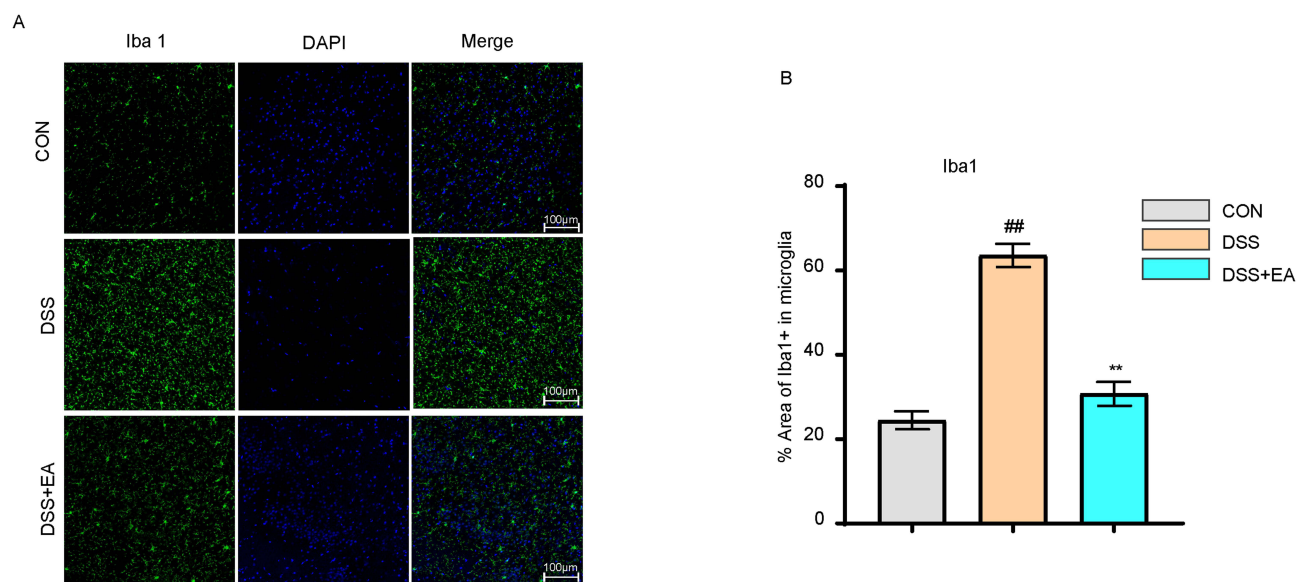 A
Iba 1
DAPI
Merge
CON
100μm
DSS
100μm
DSS+EA
100μm
B
Iba1
% Area of Iba1+ in microglia
80
60
40
20
0
##
**
CON
DSS
DSS+EA